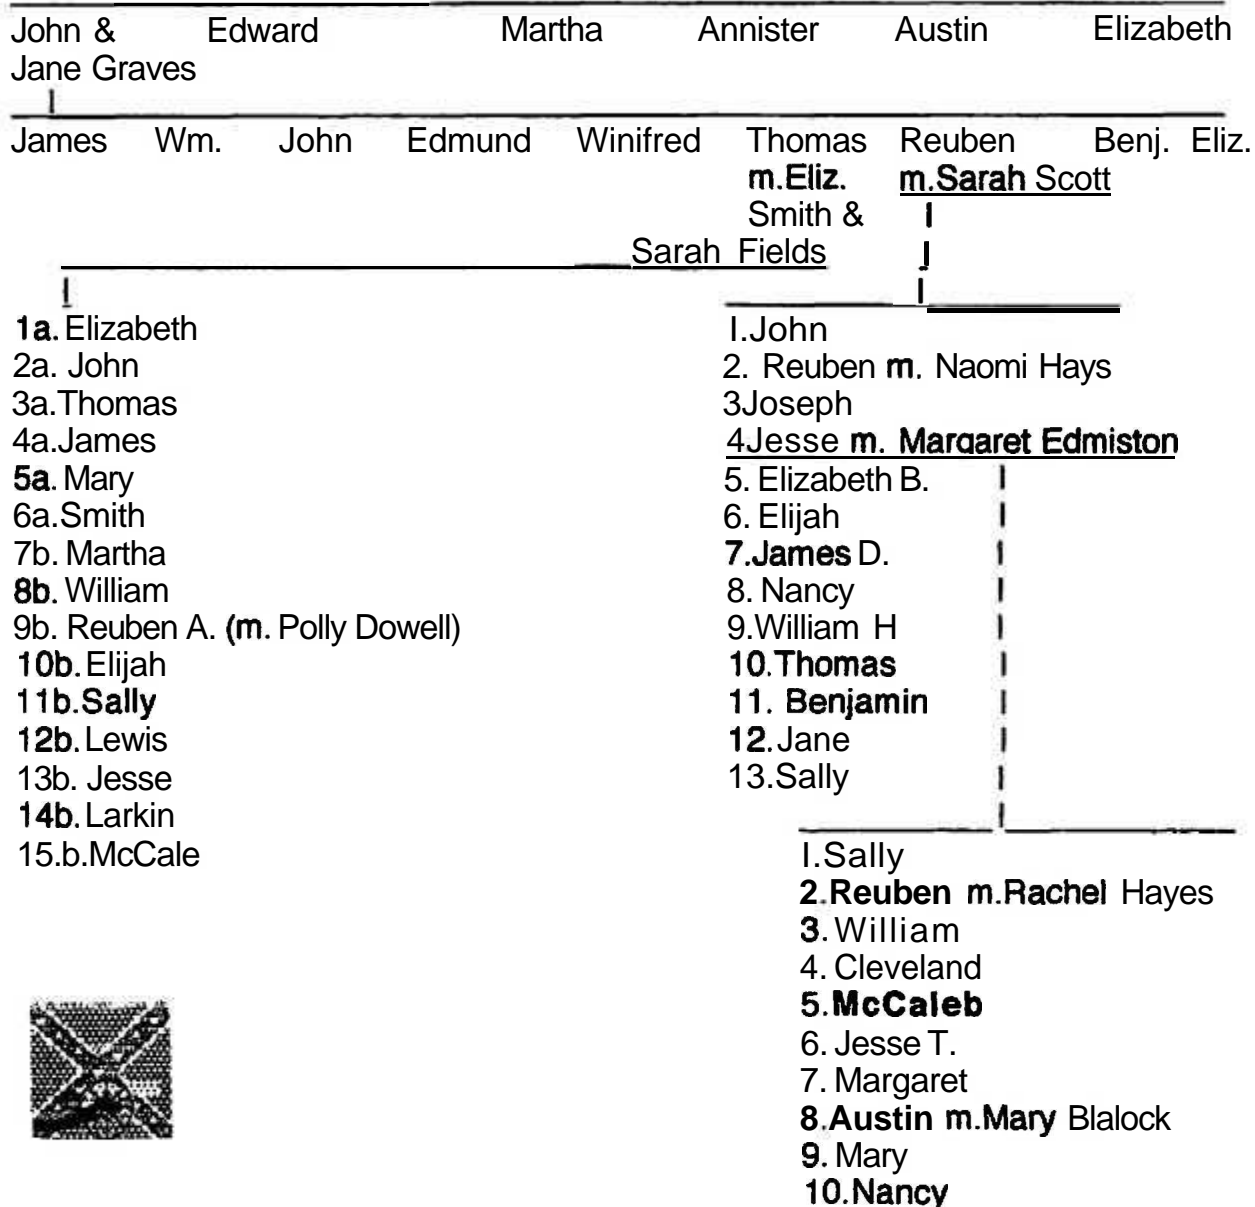 John & Edward Martha Annister Austin Elizabeth
Jane Graves
James Wm. John Edmund Winifred Thomas Reuben Benj. Eliz.
m.Eliz. m.Sarah Scott
Smith &
Sarah Fields
1a. Elizabeth
2a. John
3a.Thomas
4a.James
5a. Mary
6a.Smith
7b. Martha
8b. William
9b. Reuben A. (m. Polly Dowell)
10b. Elijah
11b.Sally
12b. Lewis
13b. Jesse
14b. Larkin
15.b.McCale
I.John
2. Reuben m. Naomi Hays
3Joseph
4Jesse m. Margaret Edmiston
5. Elizabeth B.
6. Elijah
7.James D.
8. Nancy
9.William H
10.Thomas
11. Benjamin
12.Jane
13.Sally
I.Sally
2.Reuben m.Rachel Hayes
3.William
4. Cleveland
5.McCaleb
6. Jesse T.
7. Margaret
8.Austin m.Mary Blalock
9. Mary
10.Nancy